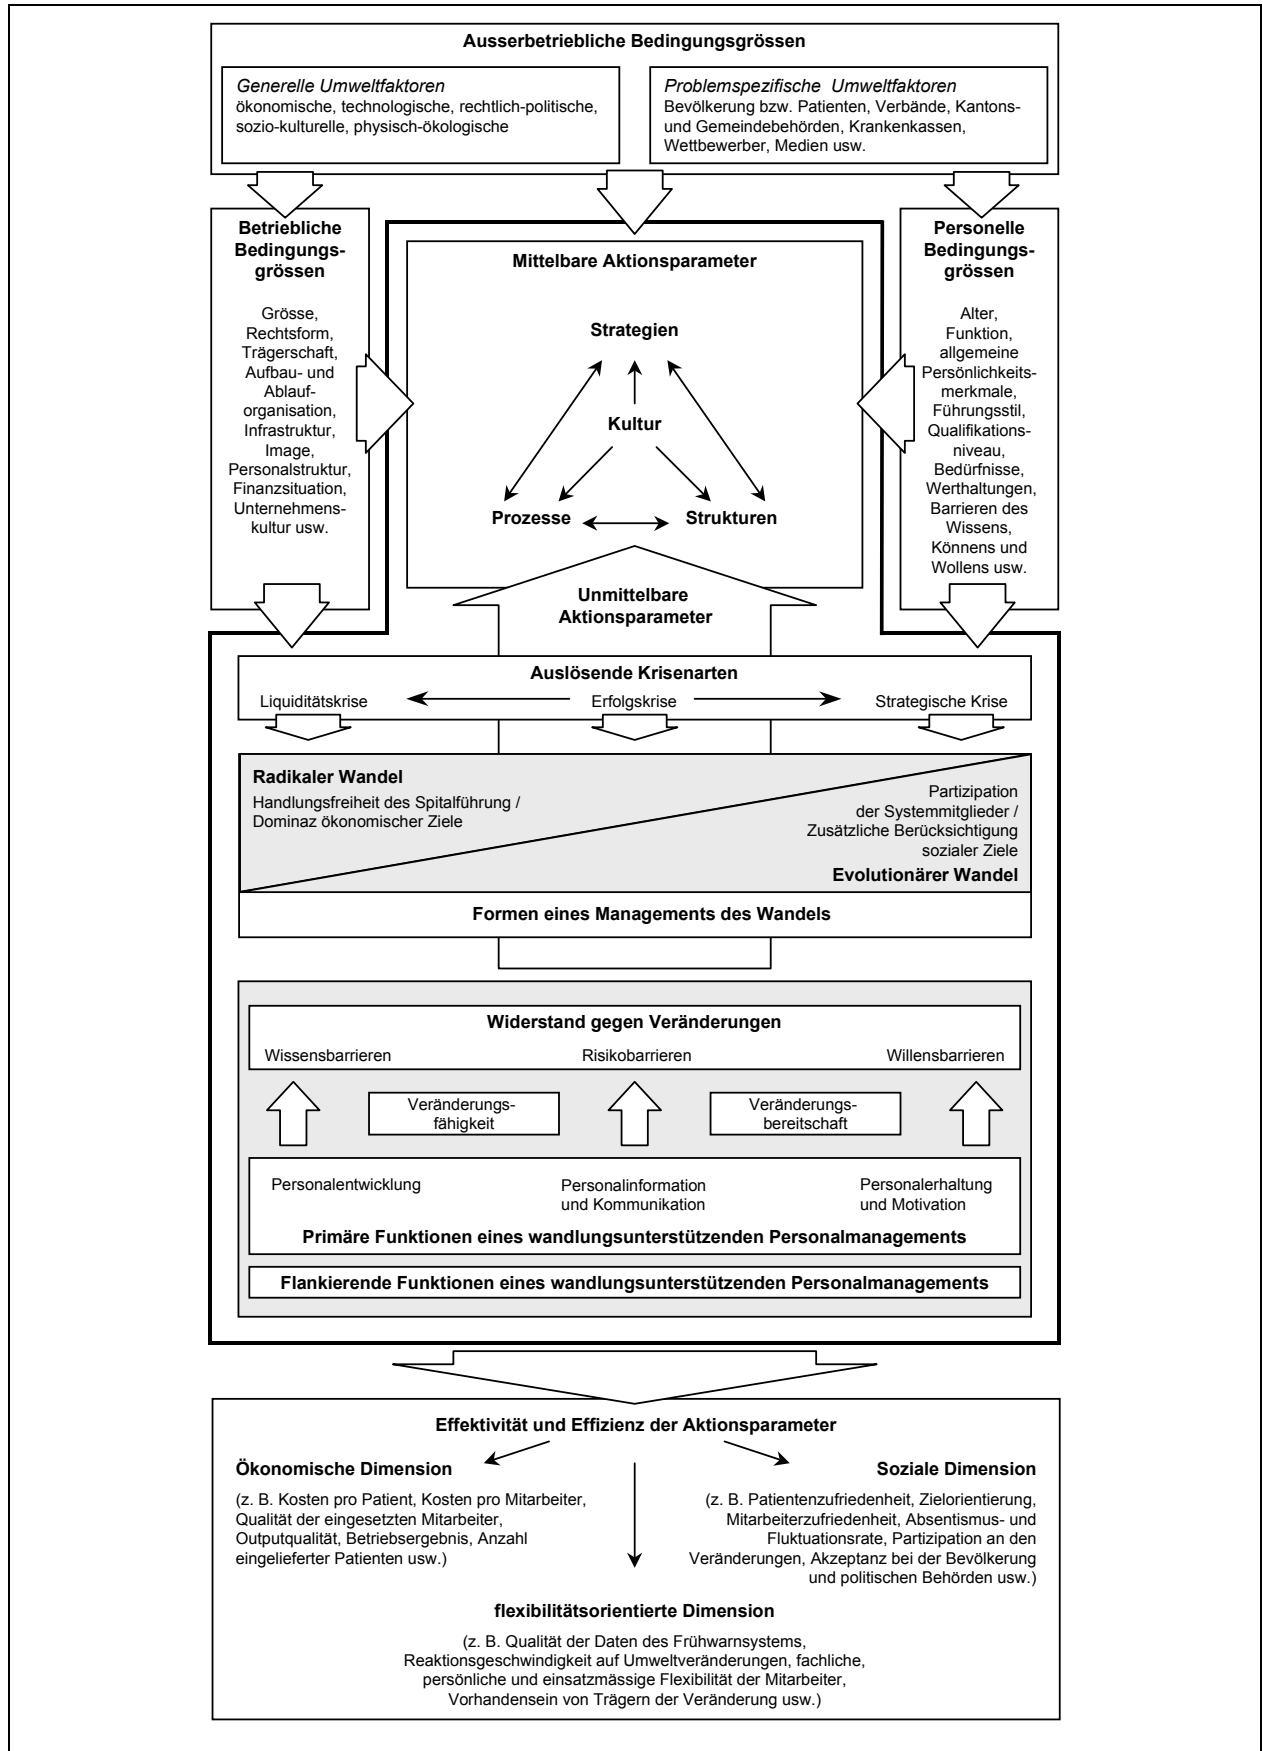 Ausserbetriebliche Bedingungsgrössen
Generelle Umweltfaktoren
ökonomische, technologische, rechtlich-politische,
sozio-kulturelle, physisch-ökologische
Problemspezifische Umweltfaktoren
Bevölkerung bzw. Patienten, Verbände, Kantons-
und Gemeindebehörden, Krankenkassen,
Wettbewerber, Medien usw.
Betriebliche
Bedingungs-
grössen
Grösse,
Rechtsform,
Trägerschaft,
Aufbau- und
Ablauf-
organisation,
Infrastruktur,
Image,
Personalstruktur,
Finanzsituation,
Unternehmens-
kultur usw.
Mittelbare Aktionsparameter
Strategien
Kultur
Prozesse
Strukturen
Personelle
Bedingungs-
grössen
Alter,
Funktion,
allgemeine
Persönlichkeits-
merkmale,
Führungsstil,
Qualifikations-
niveau,
Bedürfnisse,
Werthaltungen,
Barrieren des
Wissens,
Könnens und
Wollens usw.
Unmittelbare
Aktionsparameter
Auslösende Krisenarten
Liquiditätskrise
Erfolgskrise
Strategische Krise
Radikaler Wandel
Handlungsfreiheit des Spitalführung /
Dominaz ökonomischer Ziele
Partizipation
der Systemmitglieder /
Zusätzliche Berücksichtigung
sozialer Ziele
Evolutionärer Wandel
Formen eines Managements des Wandels
Widerstand gegen Veränderungen
Wissensbarrieren
Risikobarrieren
Willensbarrieren
Veränderungs-
fähigkeit
Veränderungs-
bereitschaft
Personalentwicklung
Personalinformation
und Kommunikation
Personalerhaltung
und Motivation
Primäre Funktionen eines wandlungsunterstützenden Personalmanagements
Flankierende Funktionen eines wandlungsunterstützenden Personalmanagements
Effektivität und Effizienz der Aktionsparameter
Ökonomische Dimension
(z. B. Kosten pro Patient, Kosten pro Mitarbeiter,
Qualität der eingesetzten Mitarbeiter,
Outputqualität, Betriebsergebnis, Anzahl
eingelieferter Patienten usw.)
Soziale Dimension
(z. B. Patientenzufriedenheit, Zielorientierung,
Mitarbeiterzufriedenheit, Absentismus- und
Fluktuationsrate, Partizipation an den
Veränderungen, Akzeptanz bei der Bevölkerung
und politischen Behörden usw.)
flexibilitätsorientierte Dimension
(z. B. Qualität der Daten des Frühwarnsystems,
Reaktionsgeschwindigkeit auf Umweltveränderungen, fachliche,
persönliche und einsatzmässige Flexibilität der Mitarbeiter,
Vorhandensein von Trägern der Veränderung usw.)